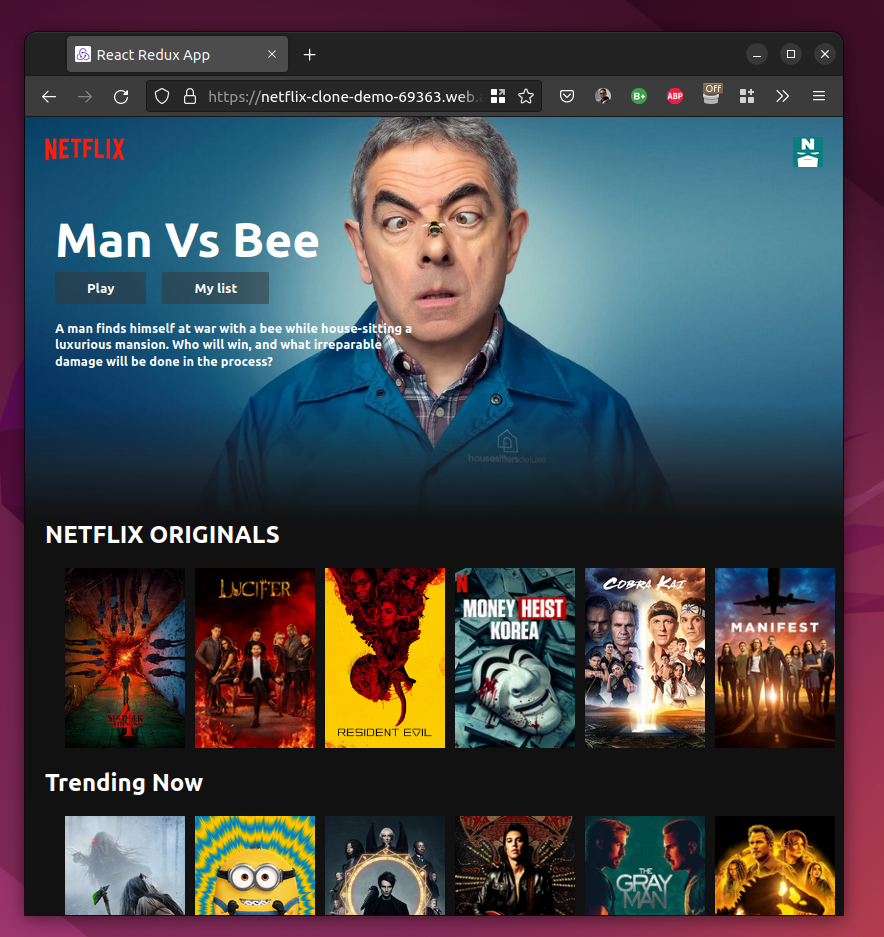 React Redux App
https://netflix-clone-demo-69363.web.
B+
ABP
Off
NETFLIX
N
Man Vs Bee
Play
My list
A man finds himself at war with a bee while house-sitting a
luxurious mansion. Who will win, and what irreparable
damage will be done in the process?
housesittersdeluxe
NETFLIX ORIGINALS
STRANGER
THINGS
4
LUCIFER
RESIDENT EVIL
N
MONEY HEIST
KOREA
COBRA KAI
MANIFEST
Trending Now
THE
GRAY
MAN